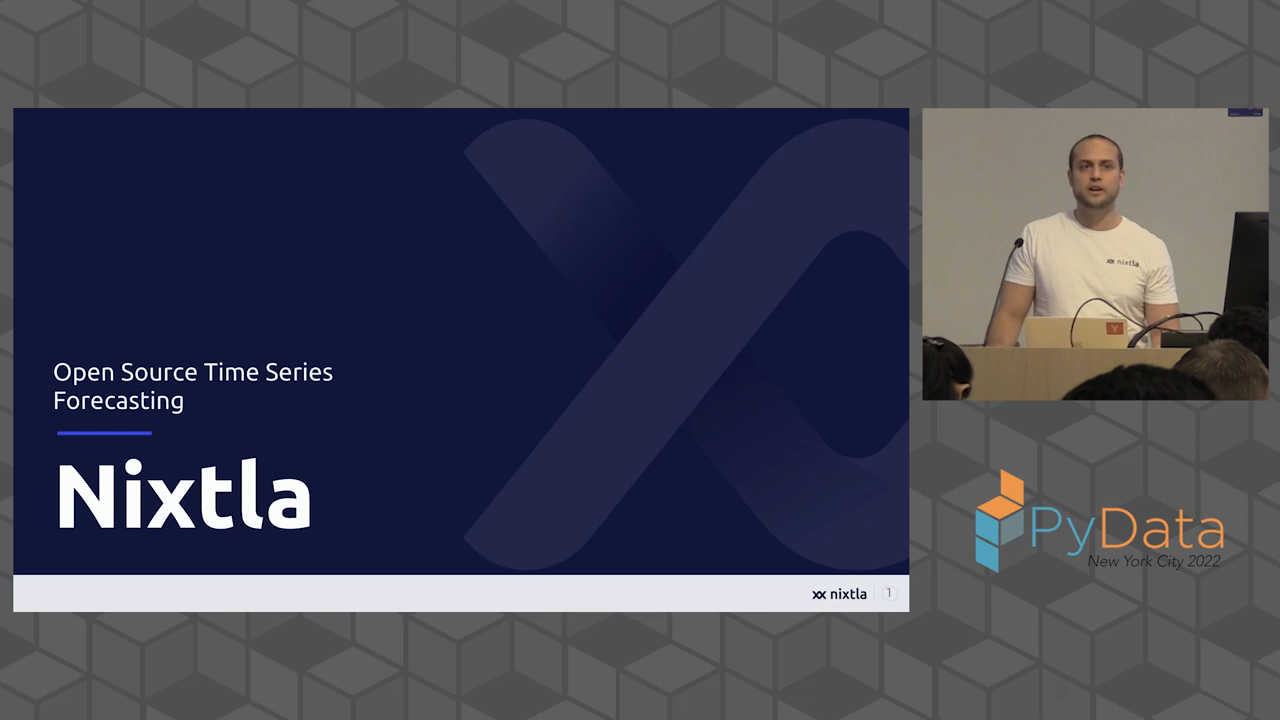 Open Source Time Series
Forecasting
Nixtla
nixtla
1
nixtla
Y
PyData
New York City 2022